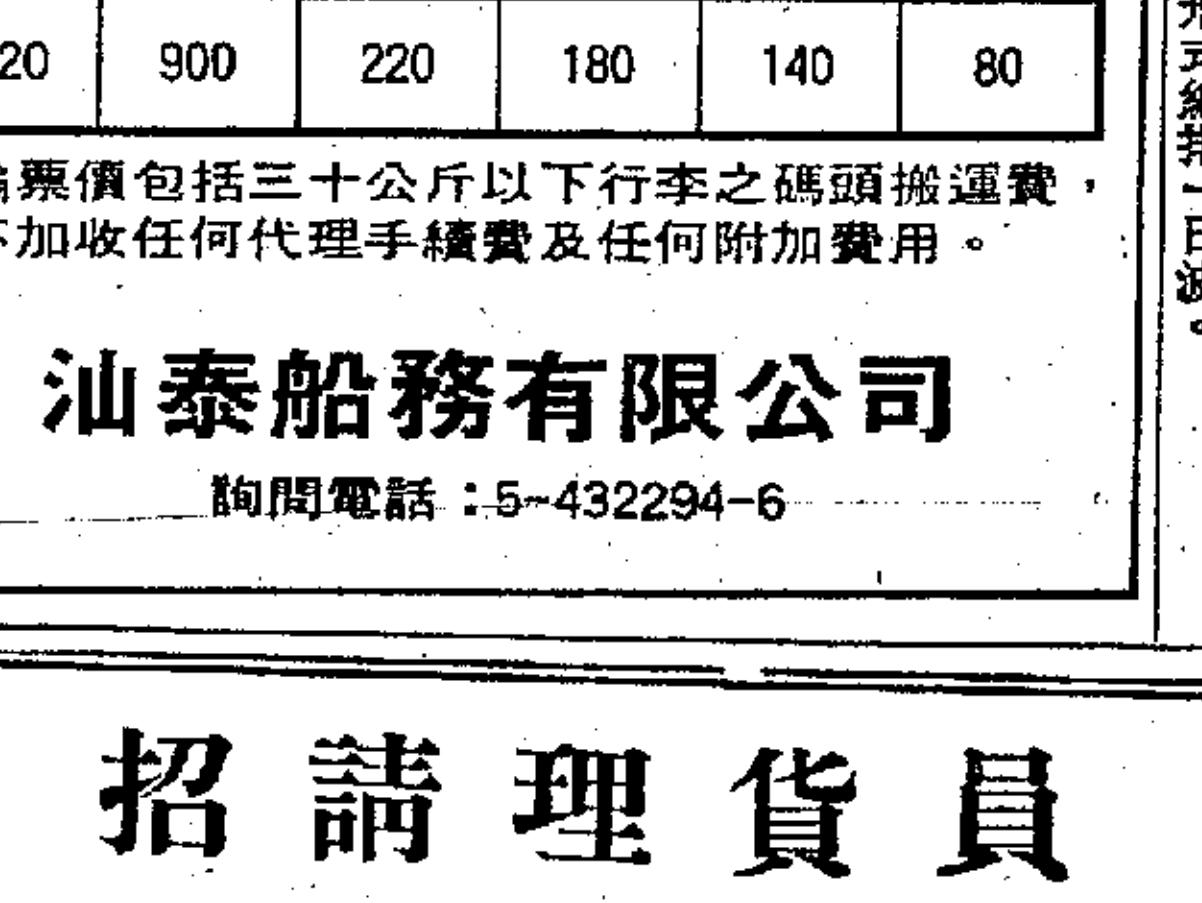 20 900 220 180 140 80
票價包括三十公斤以下行李之碼頭搬運費，
加收任何代理手續費及任何附加費用。
汕泰船務有限公司
詢問電話：5-432294-6
招請理貨員